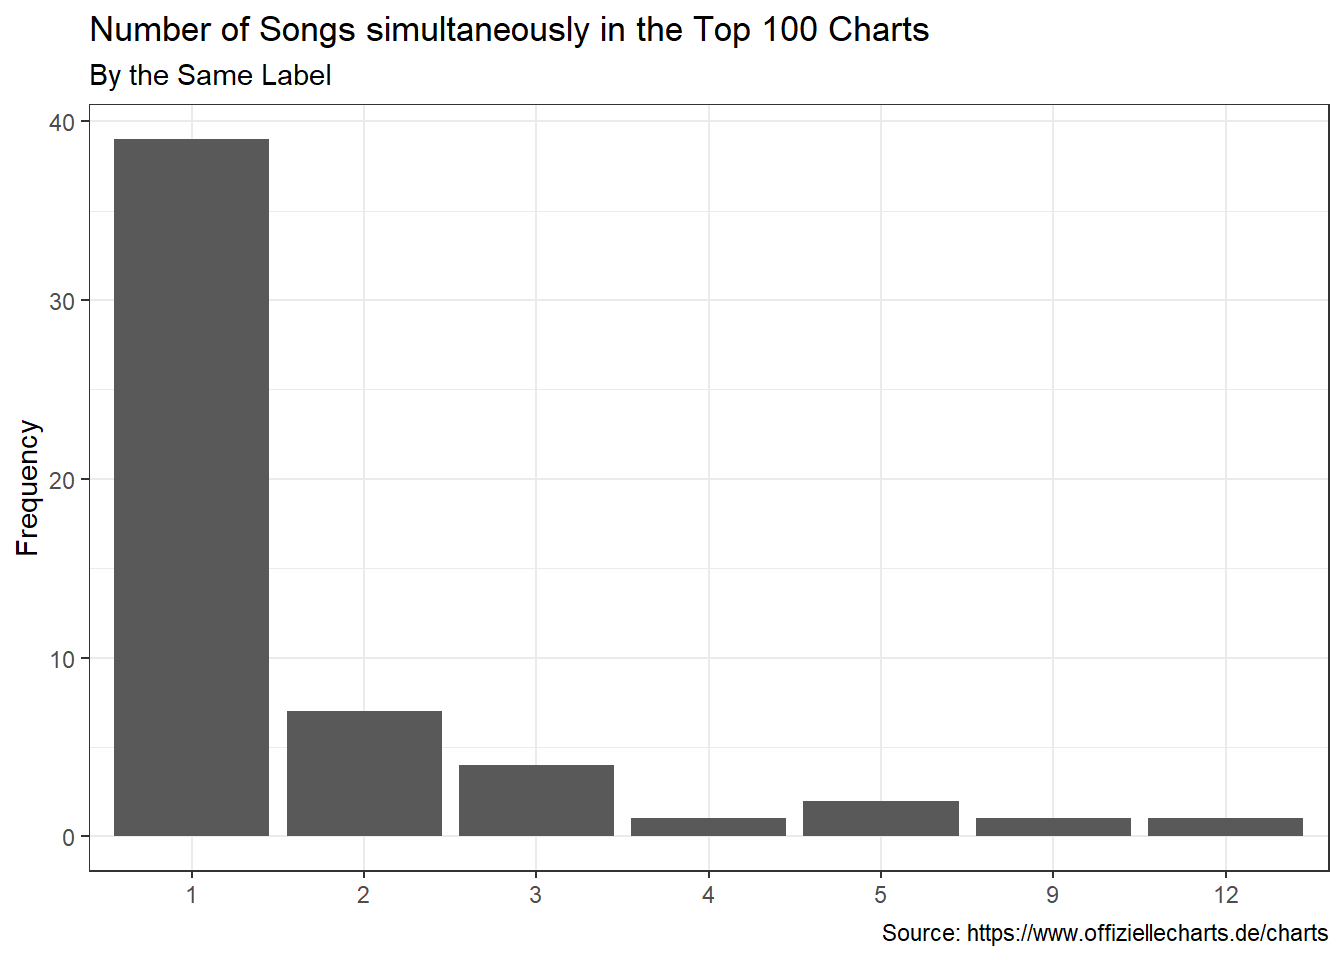 Number of Songs simultaneously in the Top 100 Charts
By the Same Label
Frequency
40
30
20
10
0
1 2 3 4 5 9 12
Source: https://www.offiziellecharts.de/charts